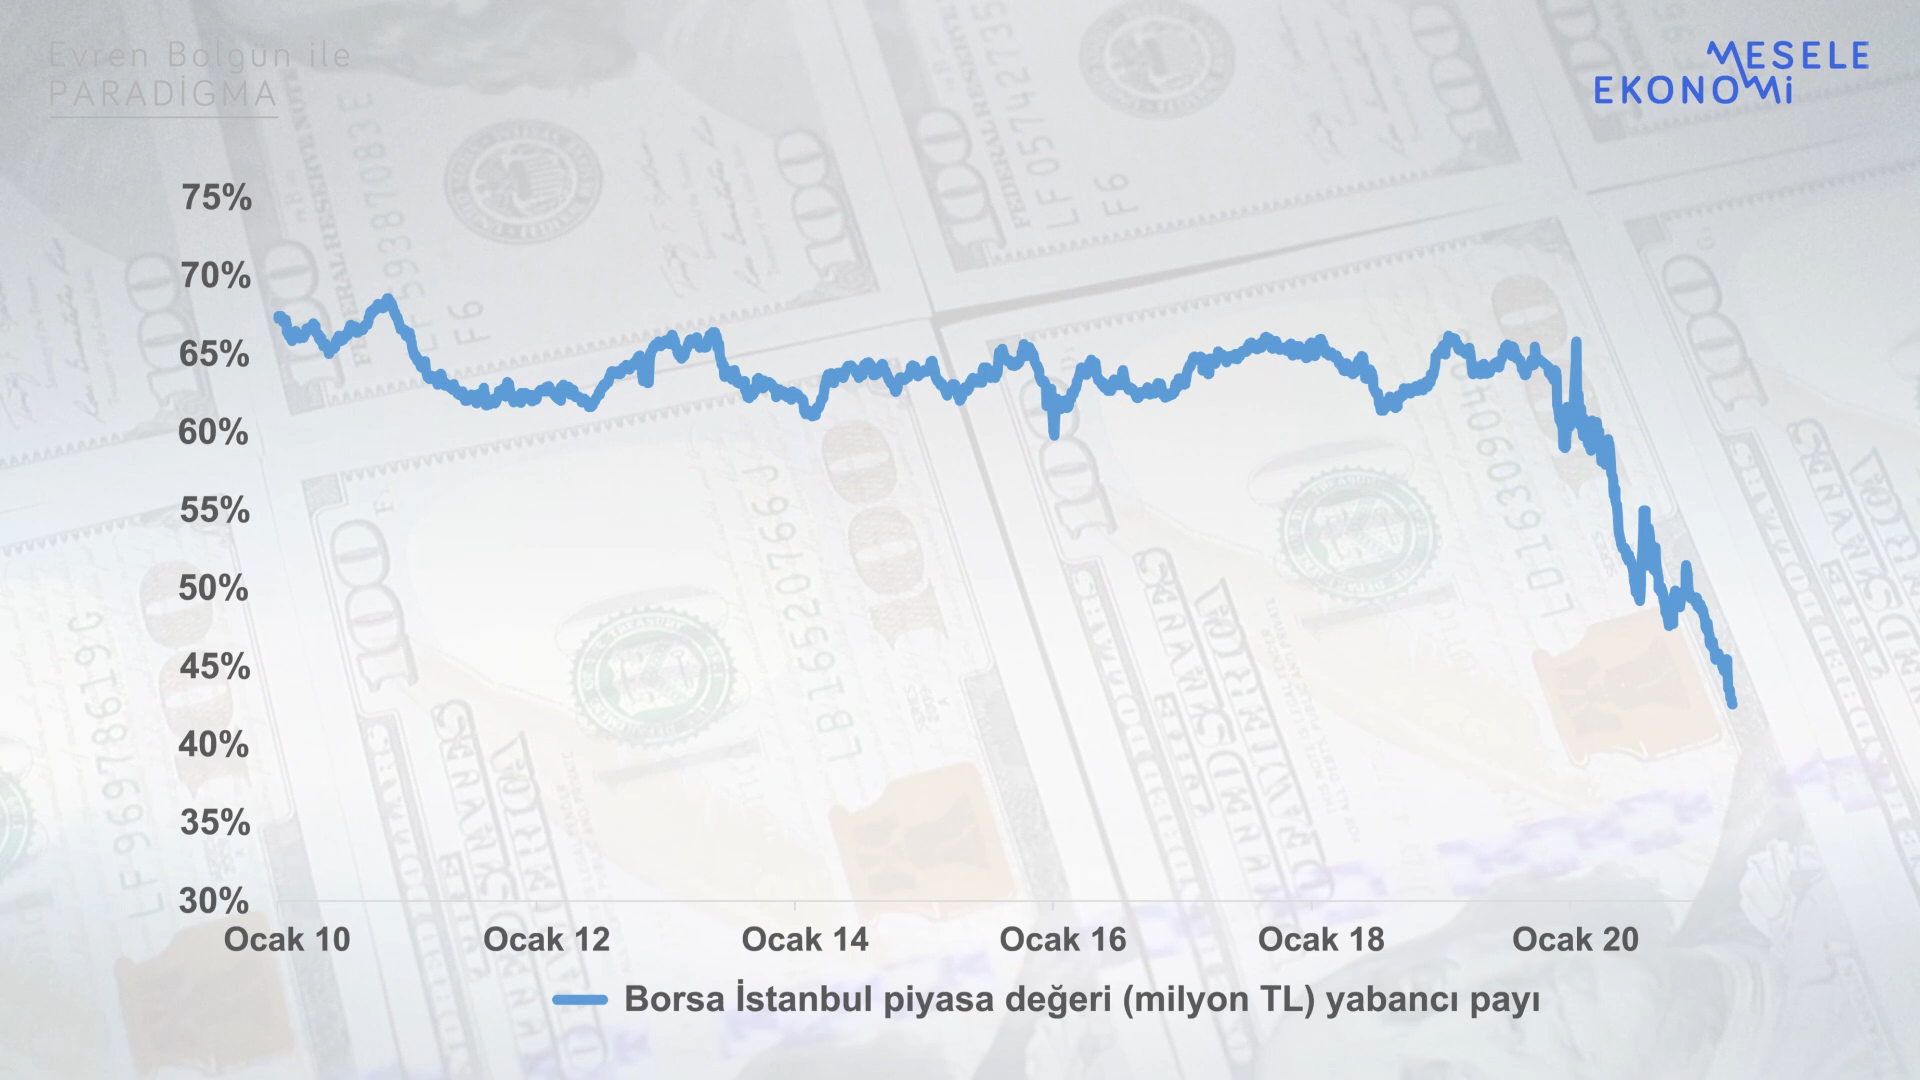 Evren Bolgün ile
PARADİGMA
MESELE
EKONOMİ
75%
70%
65%
60%
55%
50%
45%
40%
35%
30%
Ocak 10 Ocak 12 Ocak 14 Ocak 16 Ocak 18 Ocak 20
Borsa İstanbul piyasa değeri (milyon TL) yabancı payı